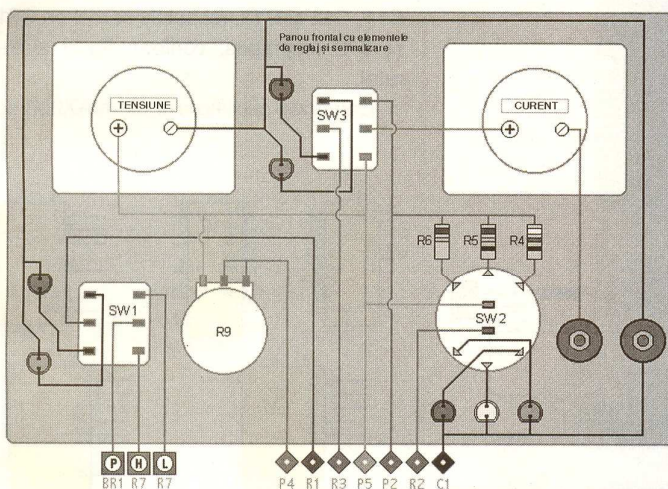 Panou frontal cu elementele
de reglaj și semnalizare
TENSIUNE
CURENT
SW3
R6
R5
R4
SW1
R9
SW2
P
H
L
BR1
R7
R7
P4
R1
R3
P5
P2
R2
C1